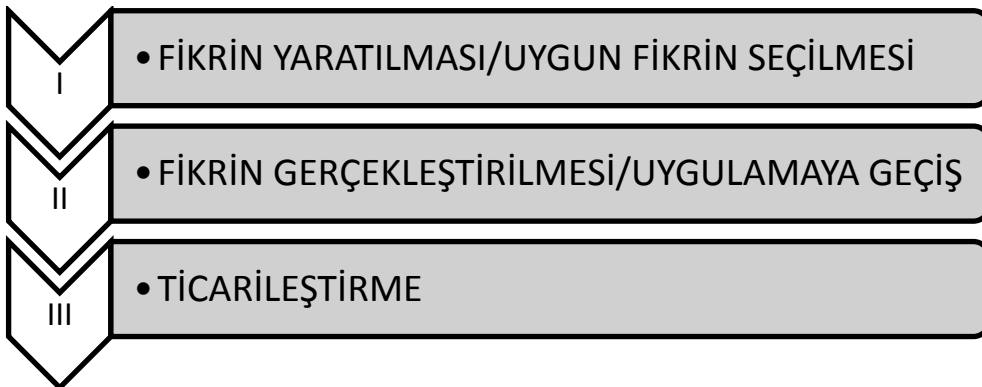 I
• FİKRİN YARATILMASI/UYGUN FİKRİN SEÇİLMESİ
II
• FİKRİN GERÇEKLEŞTİRİLMESİ/UYGULAMAYA GEÇİŞ
III
• TİCARİLEŞTİRME